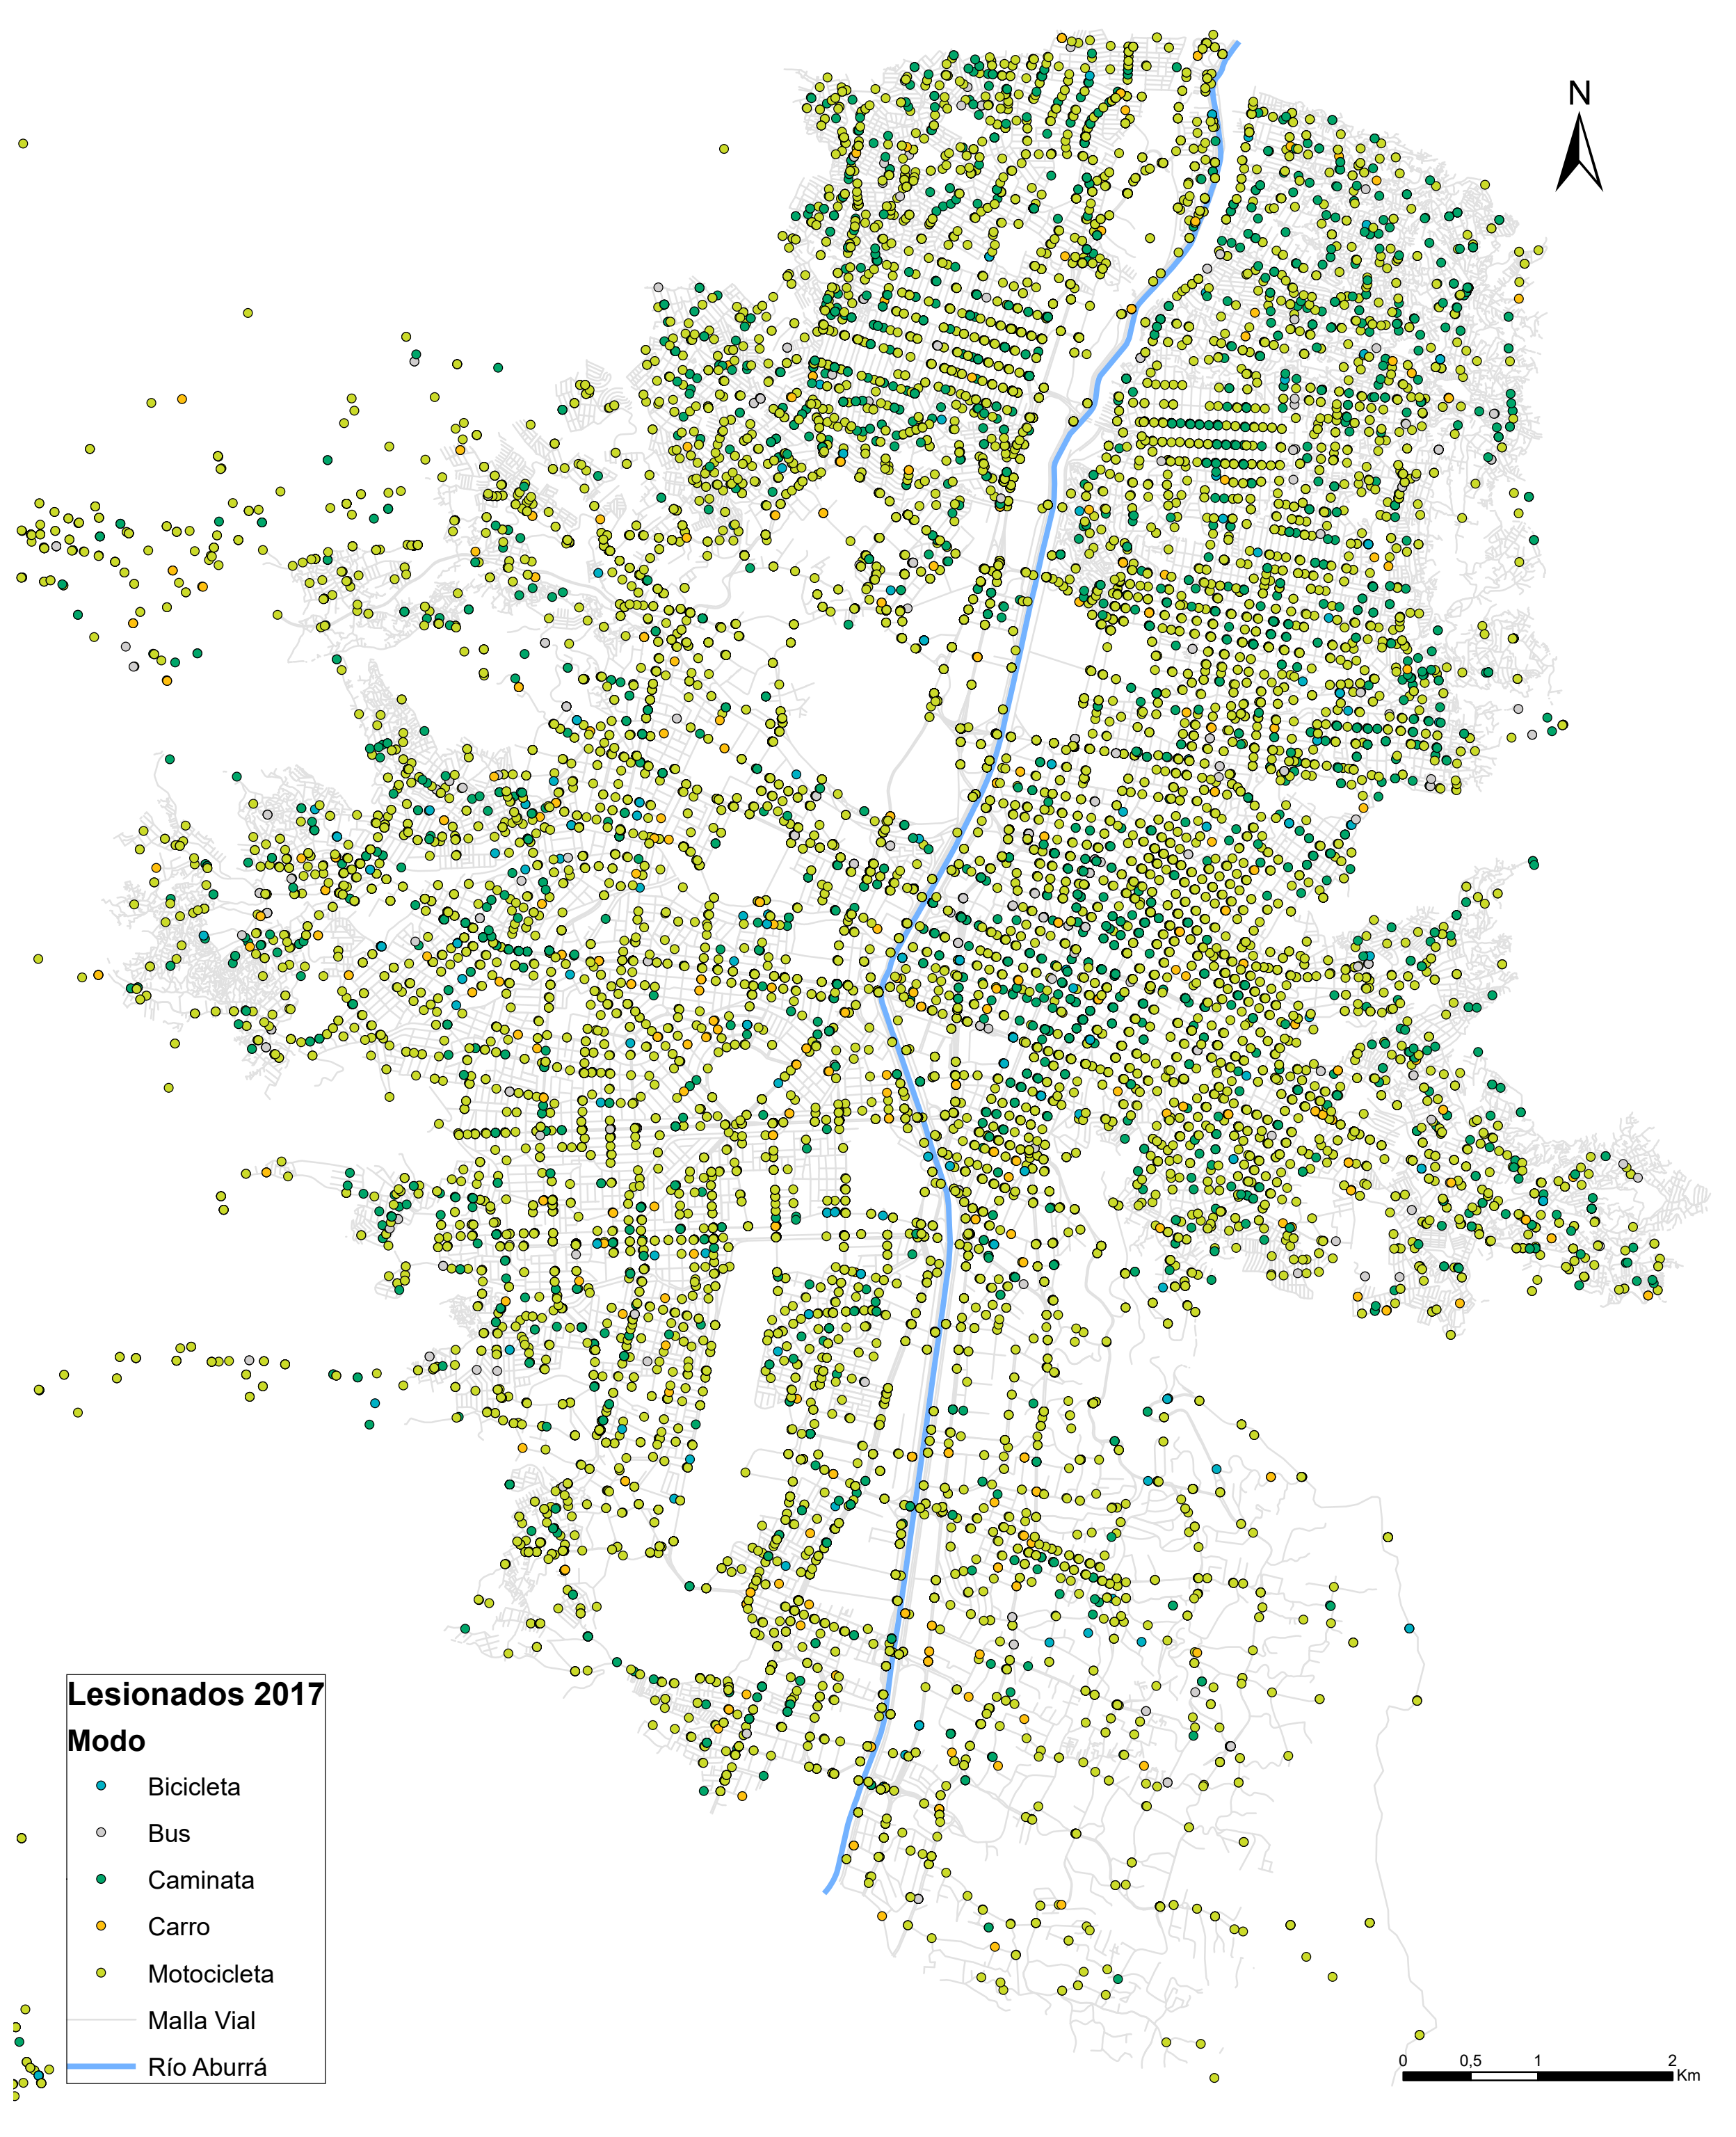 N
Lesionados 2017
Modo
Bicicleta
Bus
Caminata
Carro
Motocicleta
Malla Vial
Río Aburrá
0 0,5 1 2
Km